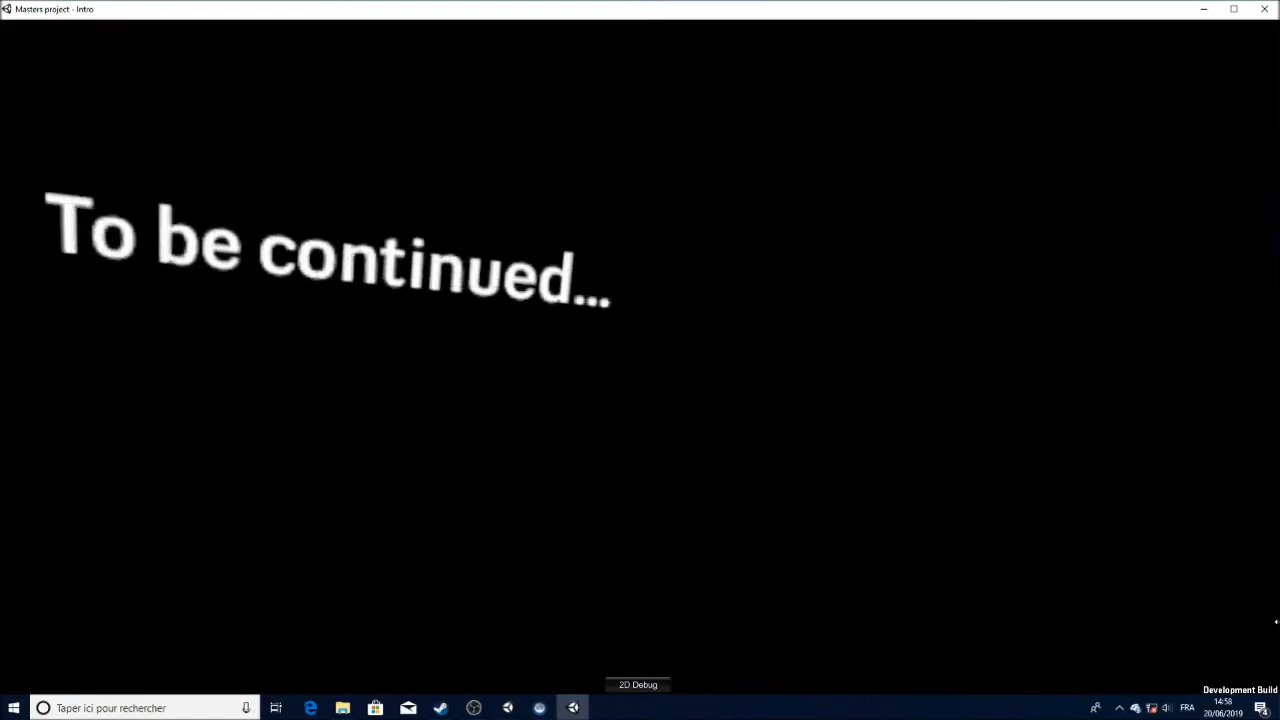 Masters project - Intro
To be continued...
2D Debug
Development Build
Taper ici pour rechercher
FRA
14:58
20/06/2019
4